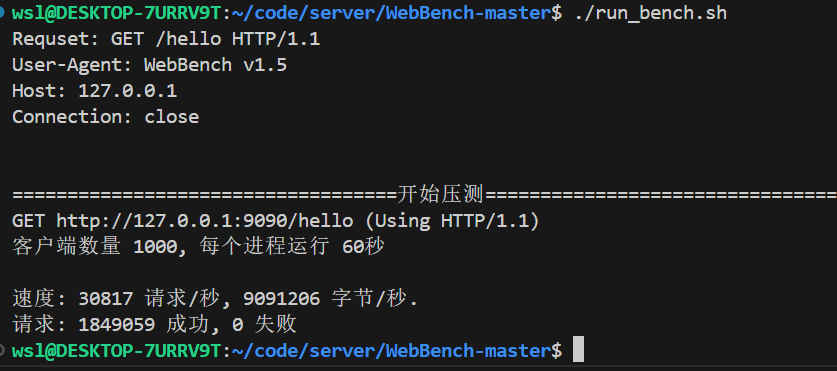 wsl@DESKTOP-7URRV9T:~/code/server/WebBench-master$ ./run_bench.sh
Requset: GET /hello HTTP/1.1
User-Agent: WebBench v1.5
Host: 127.0.0.1
Connection: close
===================================开始压测================================
GET http://127.0.0.1:9090/hello (Using HTTP/1.1)
客户端数量 1000, 每个进程运行 60秒
速度: 30817 请求/秒, 9091206 字节/秒.
请求: 1849059 成功, 0 失败
wsl@DESKTOP-7URRV9T:~/code/server/WebBench-master$